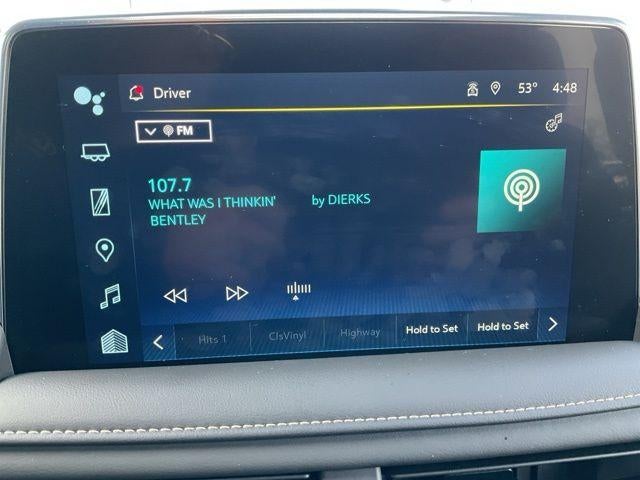 Driver 53° 4:48
FM
107.7
WHAT WAS I THINKIN' by DIERKS
BENTLEY
Hits 1 ClsVinyl Highway Hold to Set Hold to Set